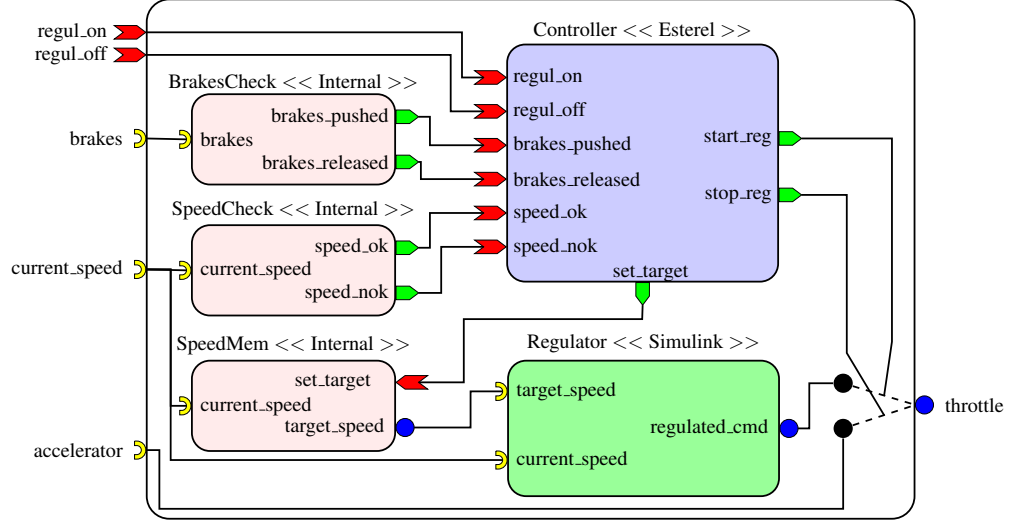 regul_on
regul_off
Controller << Esterel >>
regul_on
regul_off
brakes_pushed
brakes_released
speed_ok
speed_nok
set_target
start_reg
stop_reg
BrakesCheck << Internal >>
brakes_pushed
brakes
brakes_released
brakes
SpeedCheck << Internal >>
speed_ok
current_speed
speed_nok
current_speed
SpeedMem << Internal >>
set_target
current_speed
target_speed
Regulator << Simulink >>
target_speed
regulated_cmd
current_speed
throttle
accelerator